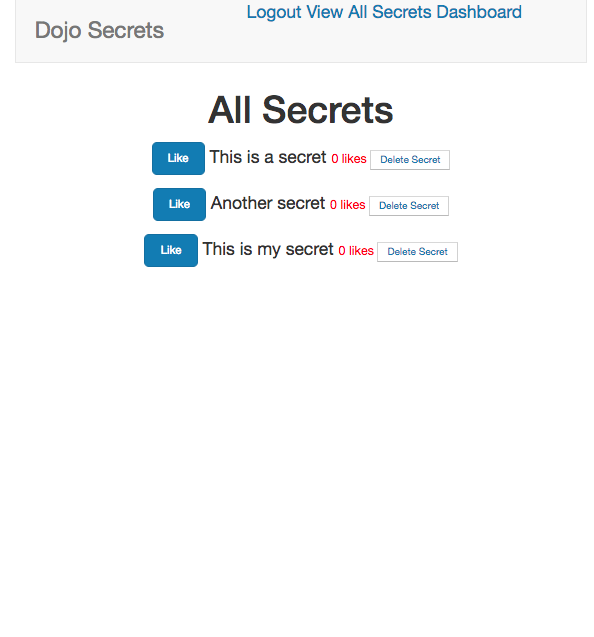 Logout View All Secrets Dashboard
Dojo Secrets
All Secrets
Like This is a secret 0 likes Delete Secret
Like Another secret 0 likes Delete Secret
Like This is my secret 0 likes Delete Secret